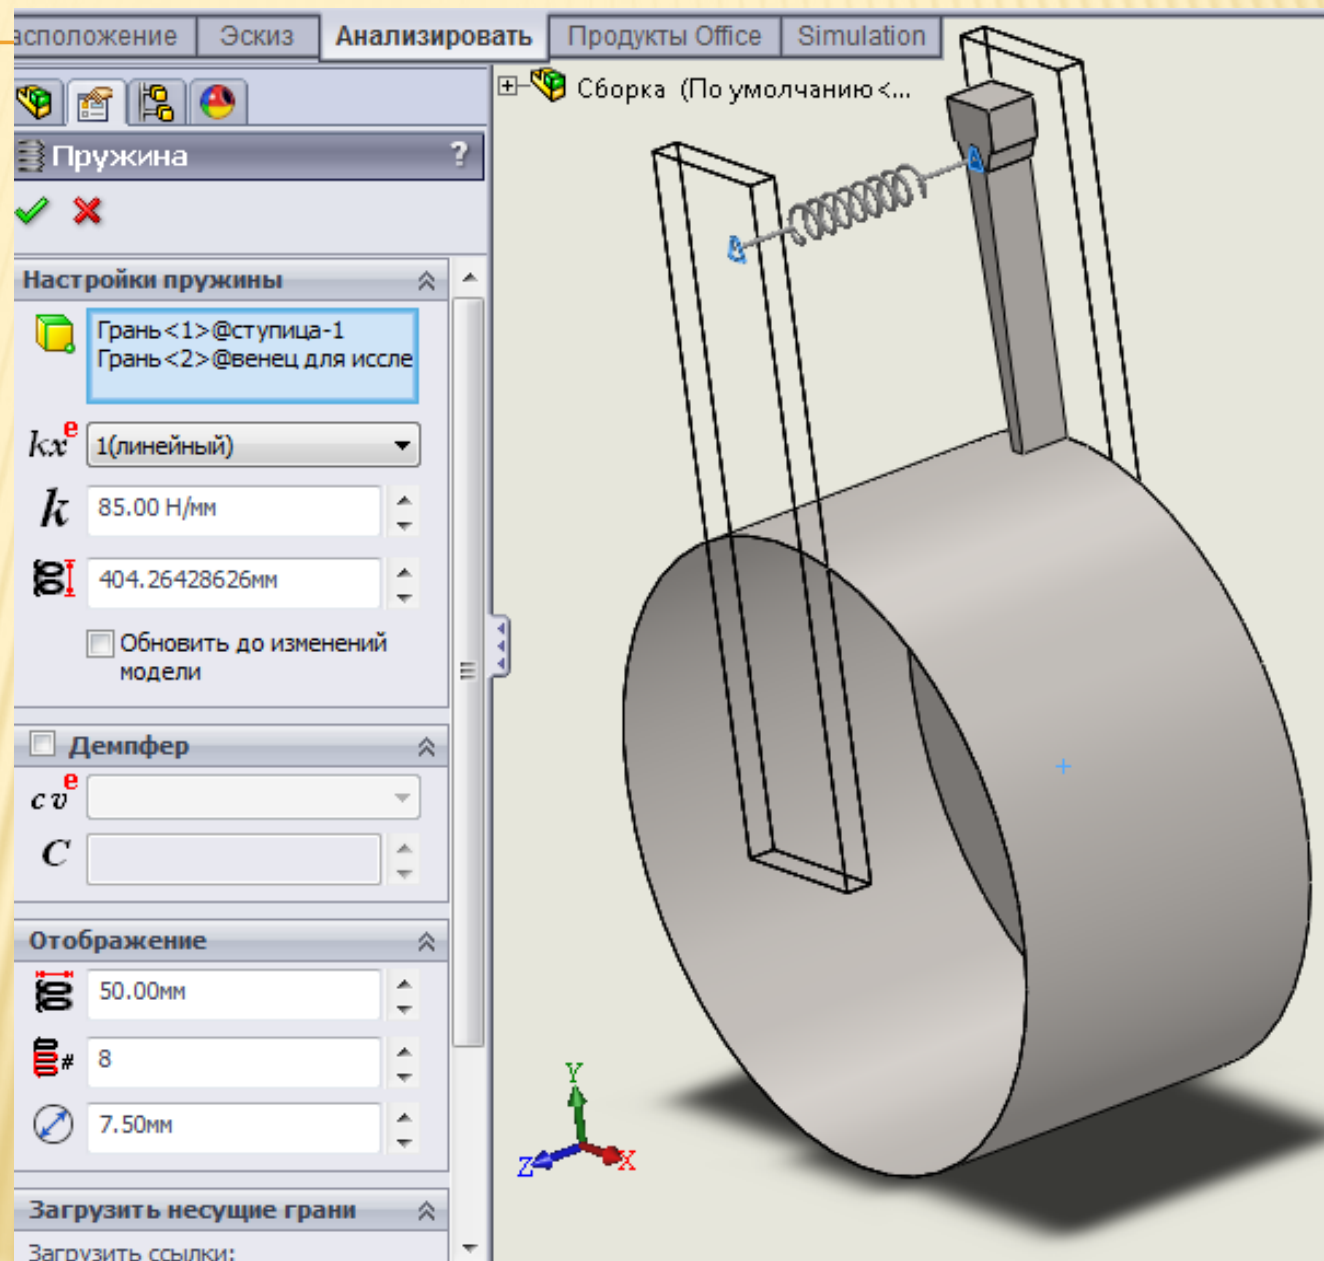 асположение Эскиз Анализировать Продукты Office Simulation
Сборка (По умолчанию<...
Пружина ?
Настройки пружины
Грань<1>@ступица-1
Грань<2>@венец для иссле
kx e 1(линейный)
k 85.00 Н/мм
404.26428626мм
Обновить до изменений
модели
Демпфер
cv e
C
Отображение
50.00мм
# 8
7.50мм
Загрузить несущие грани
Загрузить ссылки:
Y
Z X